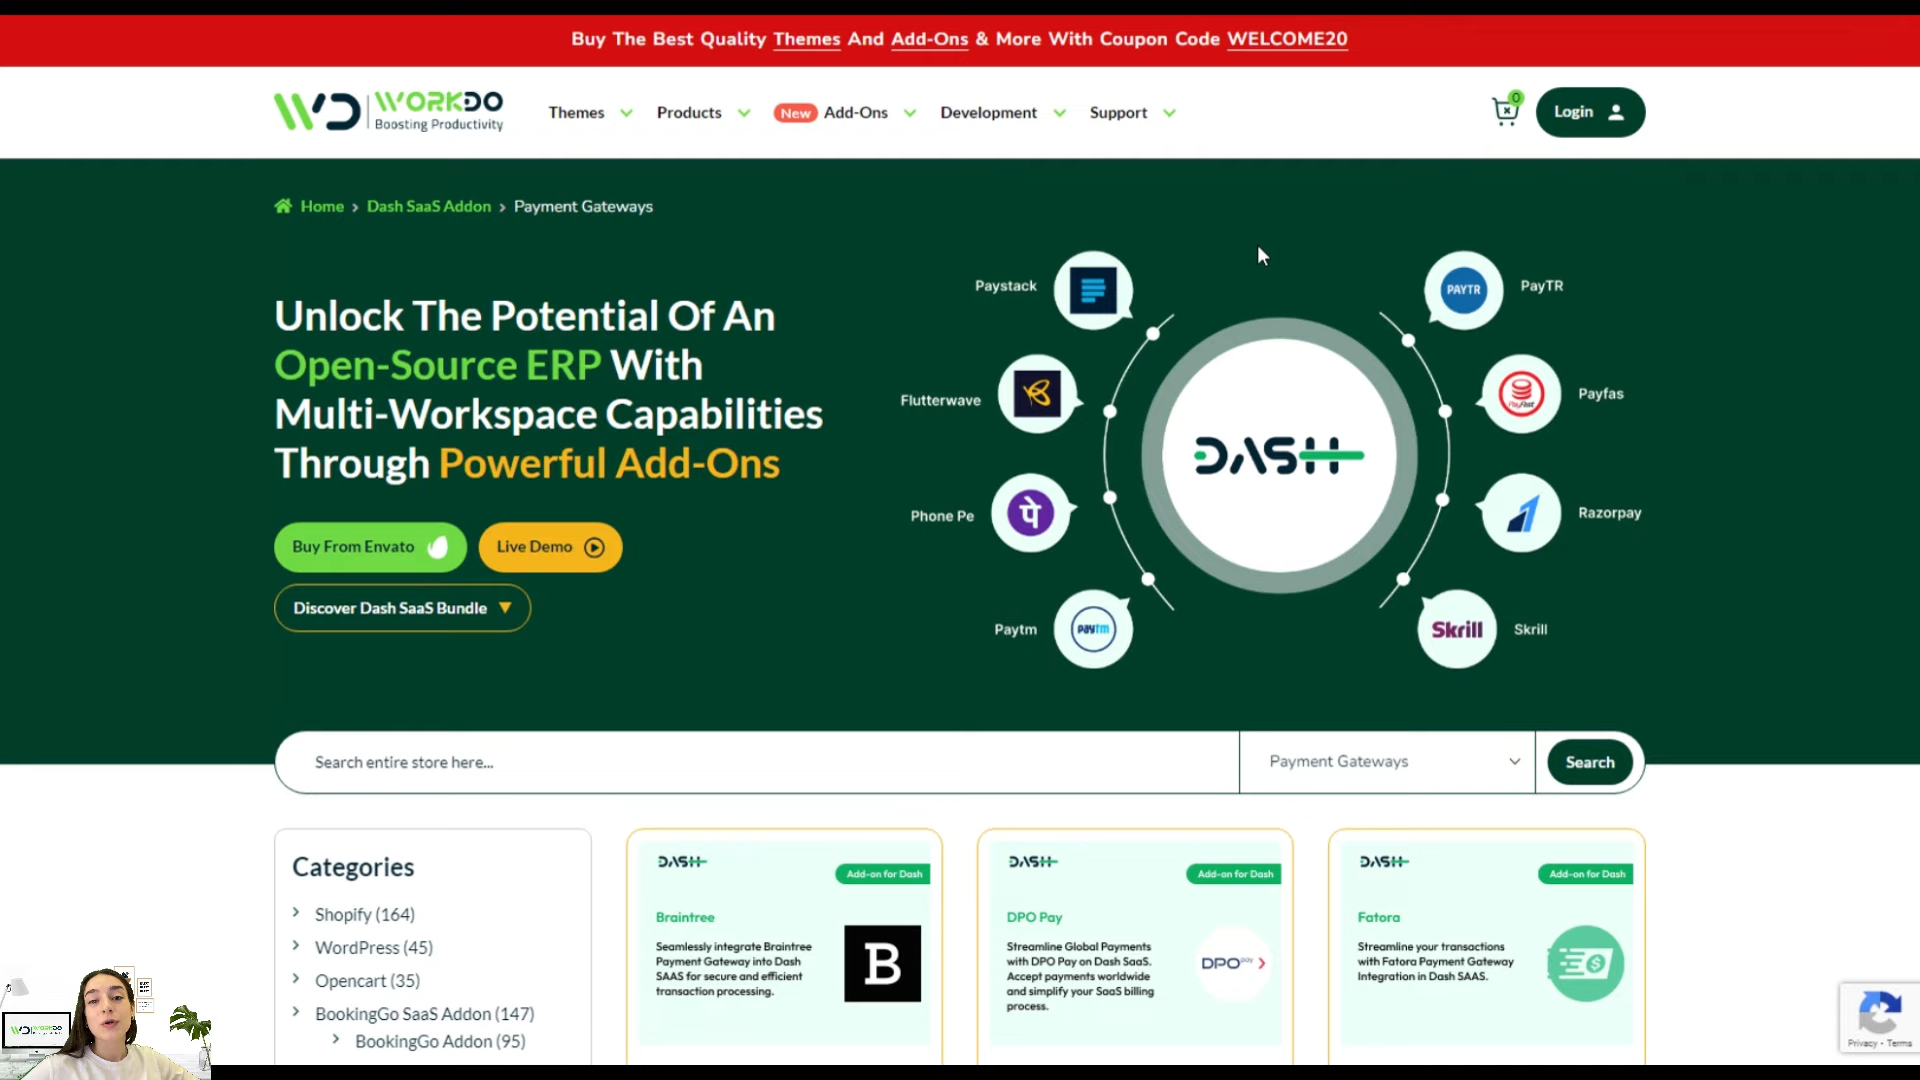 Buy The Best Quality Themes And Add-Ons & More With Coupon Code WELCOME20
WD WORKDO
Boosting Productivity
Themes
Products
New Add-Ons
Development
Support
0
Login
Home > Dash SaaS Addon > Payment Gateways
Unlock The Potential Of An
Open-Source ERP With
Multi-Workspace Capabilities
Through Powerful Add-Ons
Buy From Envato
Live Demo
Discover Dash SaaS Bundle
Paystack
Flutterwave
Phone Pe
पे
Paytm
paytm
DASH
PAYTR
PayTR
PayFast
Payfas
Razorpay
Skrill
Skrill
Search entire store here...
Payment Gateways
Search
Categories
Shopify (164)
WordPress (45)
Opencart (35)
BookingGo SaaS Addon (147)
BookingGo Addon (95)
DASH
Add-on for Dash
Braintree
Seamlessly integrate Braintree
Payment Gateway into Dash
SAAS for secure and efficient
transaction processing.
B
DASH
Add-on for Dash
DPO Pay
Streamline Global Payments
with DPO Pay on Dash SaaS.
Accept payments worldwide
and simplify your SaaS billing
process.
DPO pay
DASH
Add-on for Dash
Fatora
Streamline your transactions
with Fatora Payment Gateway
Integration in Dash SAAS.
WD WORKDO
Privacy - Terms